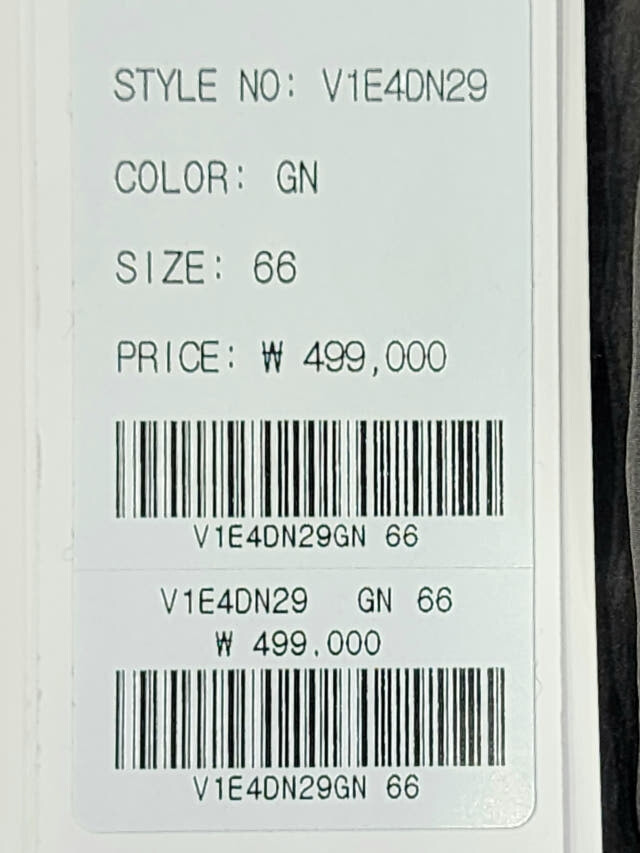 STYLE NO: V1E4DN29
COLOR: GN
SIZE: 66
PRICE: ₩ 499,000
V1E4DN29GN 66
V1E4DN29 GN 66
₩ 499,000
V1E4DN29GN 66